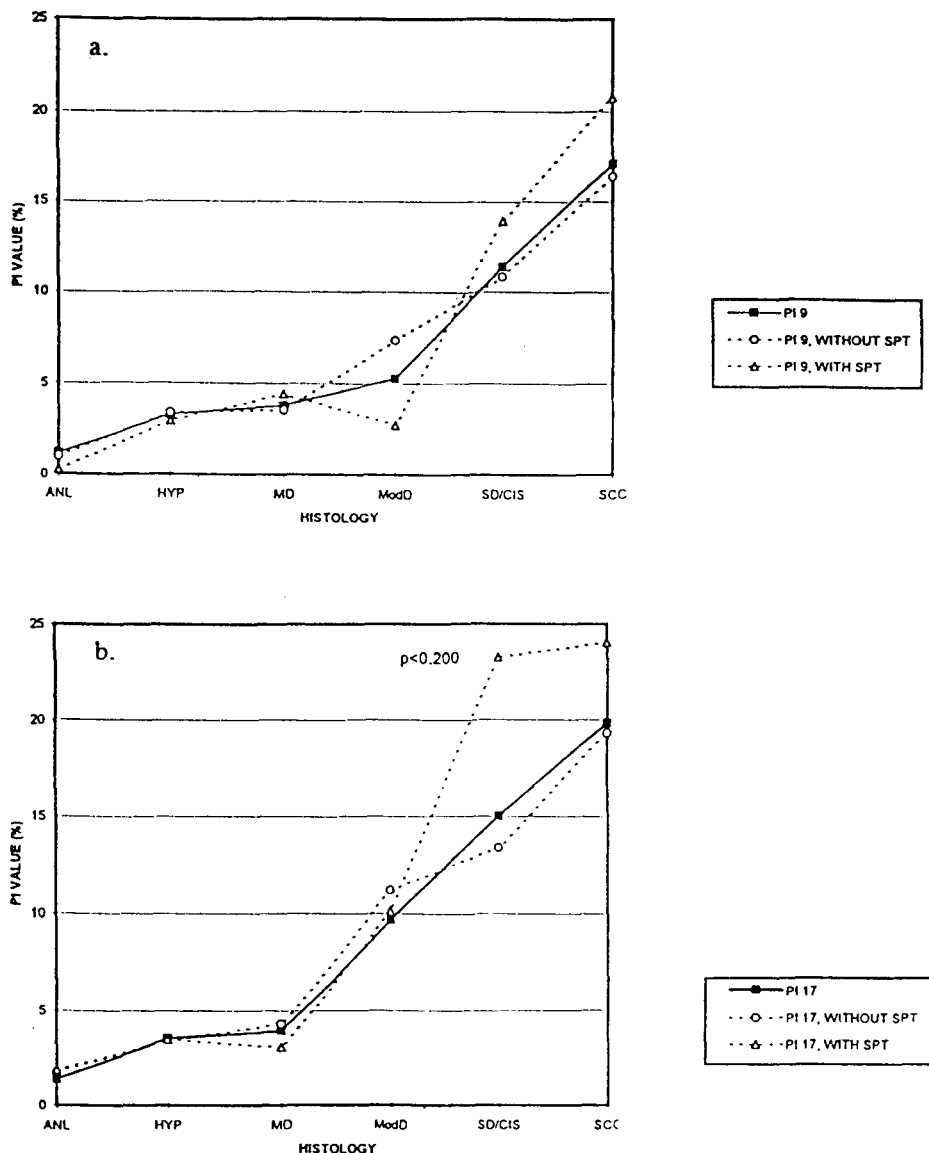 25
a.
20
15
10
5
0
PI VALUE (%)
ANL HYP MD ModD SD/CIS SCC
HISTOLOGY
PI 9
PI 9, WITHOUT SPT
PI 9, WITH SPT
25
b.
p<0.200
20
15
10
5
0
PI VALUE (%)
ANL HYP MD ModD SD/CIS SCC
HISTOLOGY
PI 17
PI 17, WITHOUT SPT
PI 17, WITH SPT